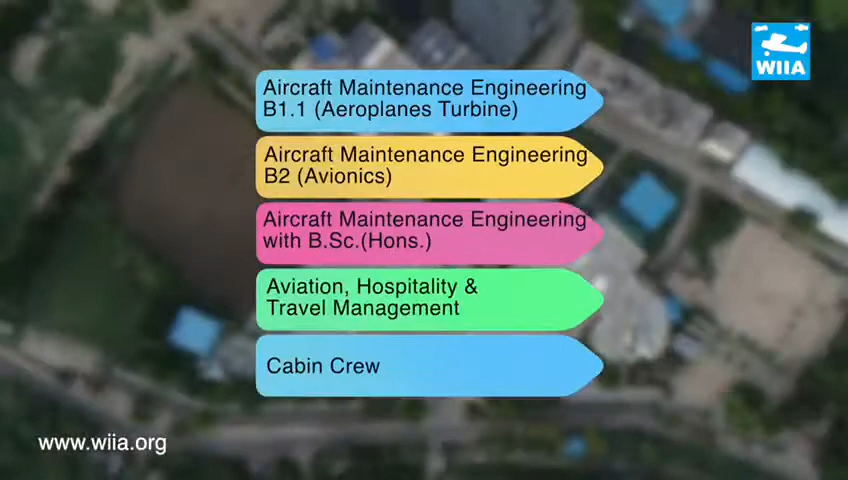 WIIA
Aircraft Maintenance Engineering
B1.1 (Aeroplanes Turbine)
Aircraft Maintenance Engineering
B2 (Avionics)
Aircraft Maintenance Engineering
with B.Sc.(Hons.)
Aviation, Hospitality &
Travel Management
Cabin Crew
www.wiia.org